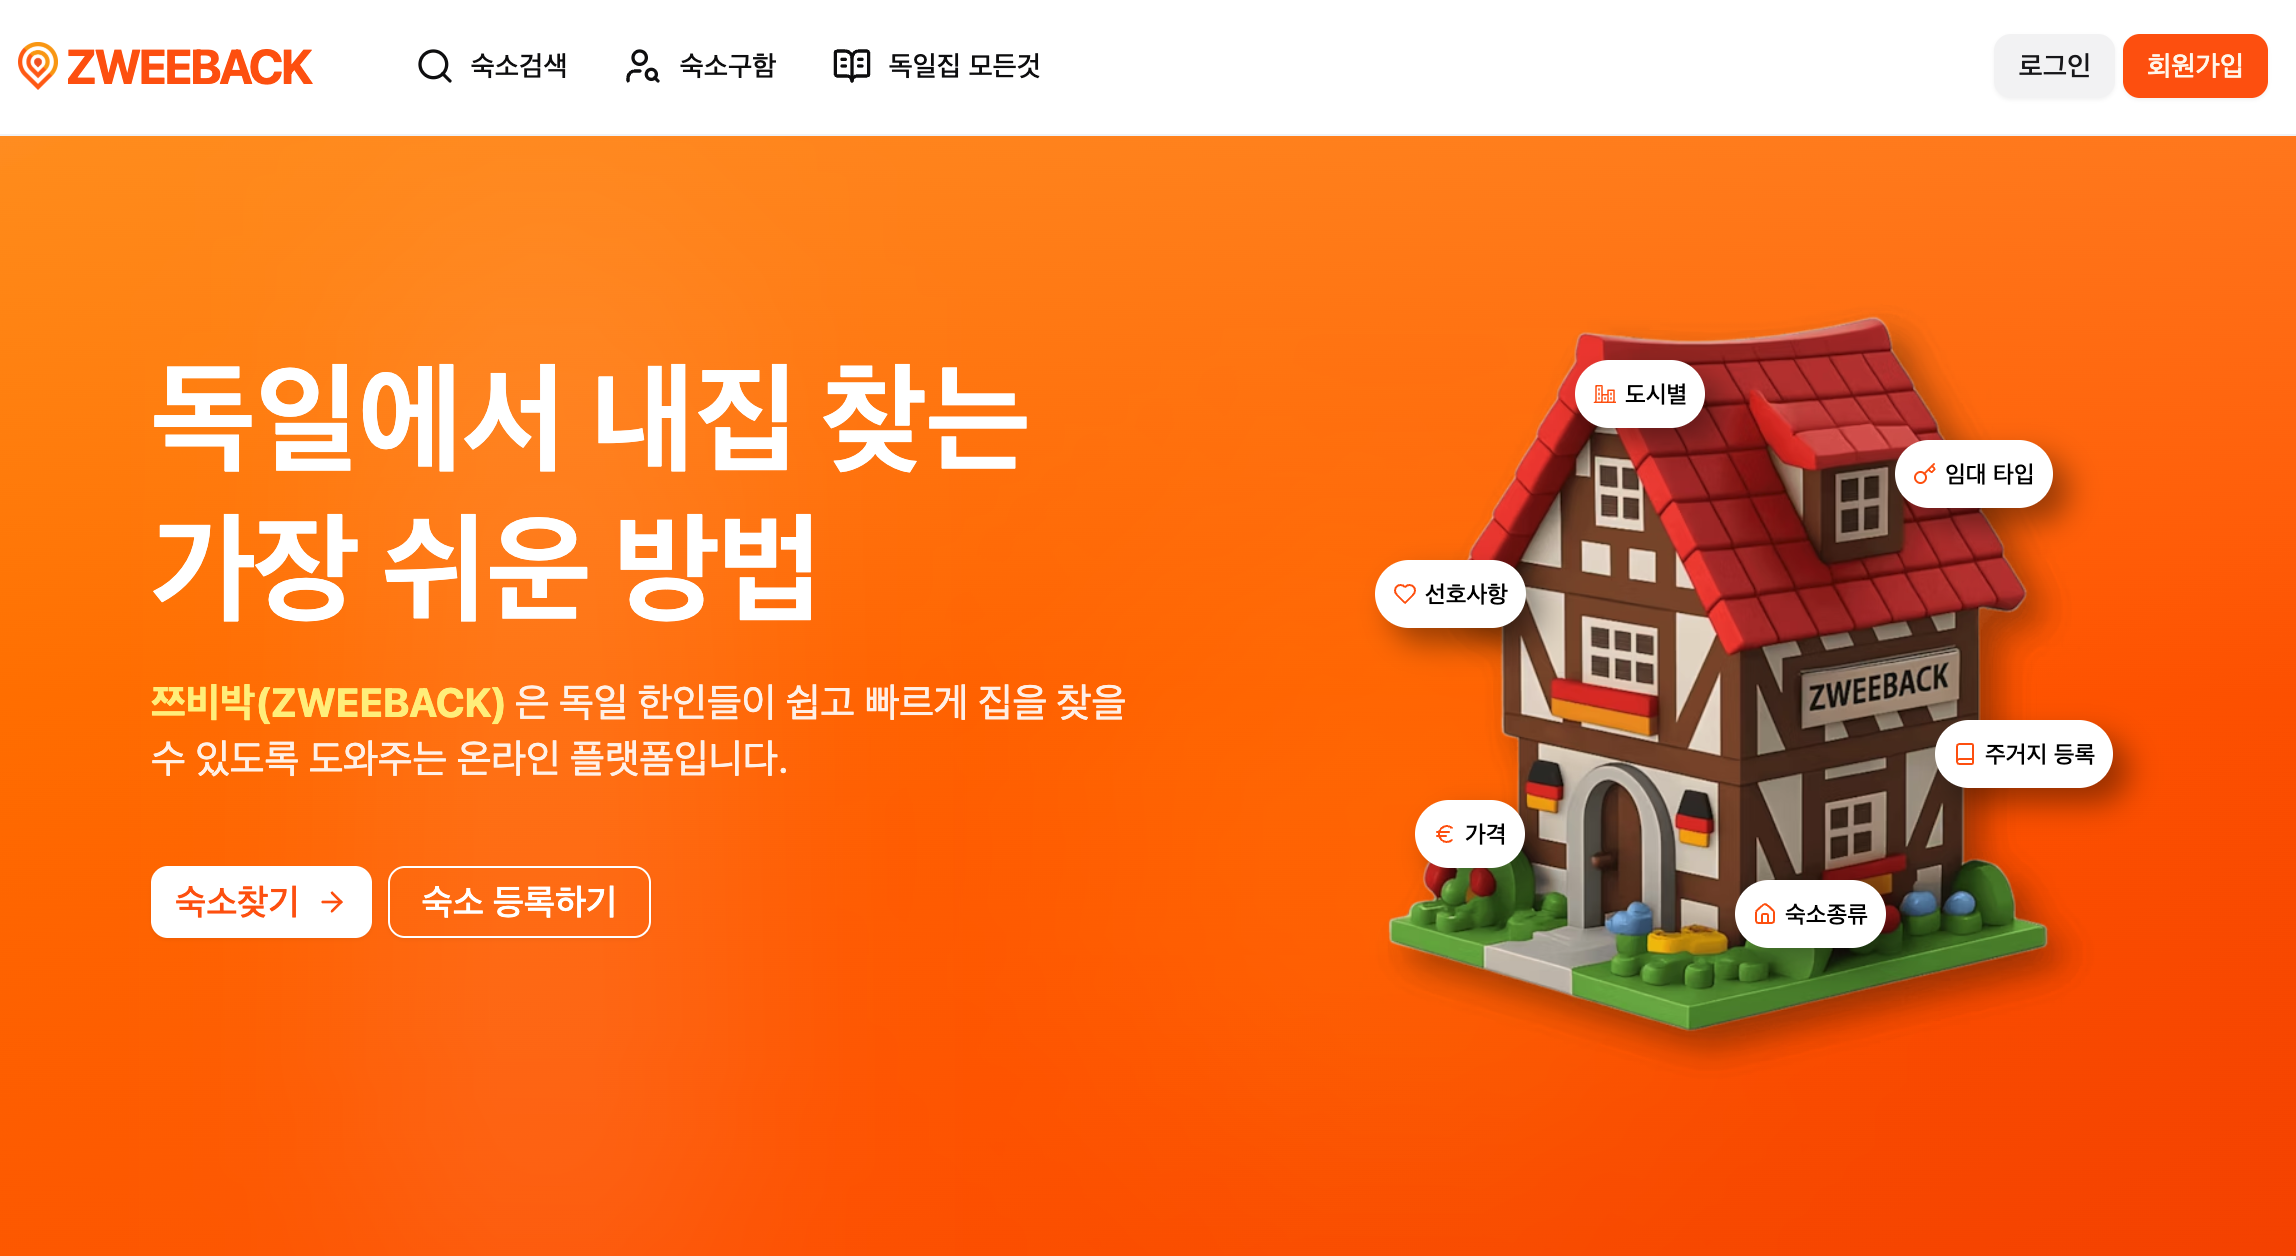 ZWEEBACK
숙소검색
숙소구함
독일집 모든것
로그인
회원가입
독일에서 내집 찾는
가장 쉬운 방법
쯔비박(ZWEEBACK) 은 독일 한인들이 쉽고 빠르게 집을 찾을
수 있도록 도와주는 온라인 플랫폼입니다.
숙소찾기
숙소 등록하기
도시별
임대 타입
선호사항
ZWEEBACK
주거지 등록
가격
숙소종류